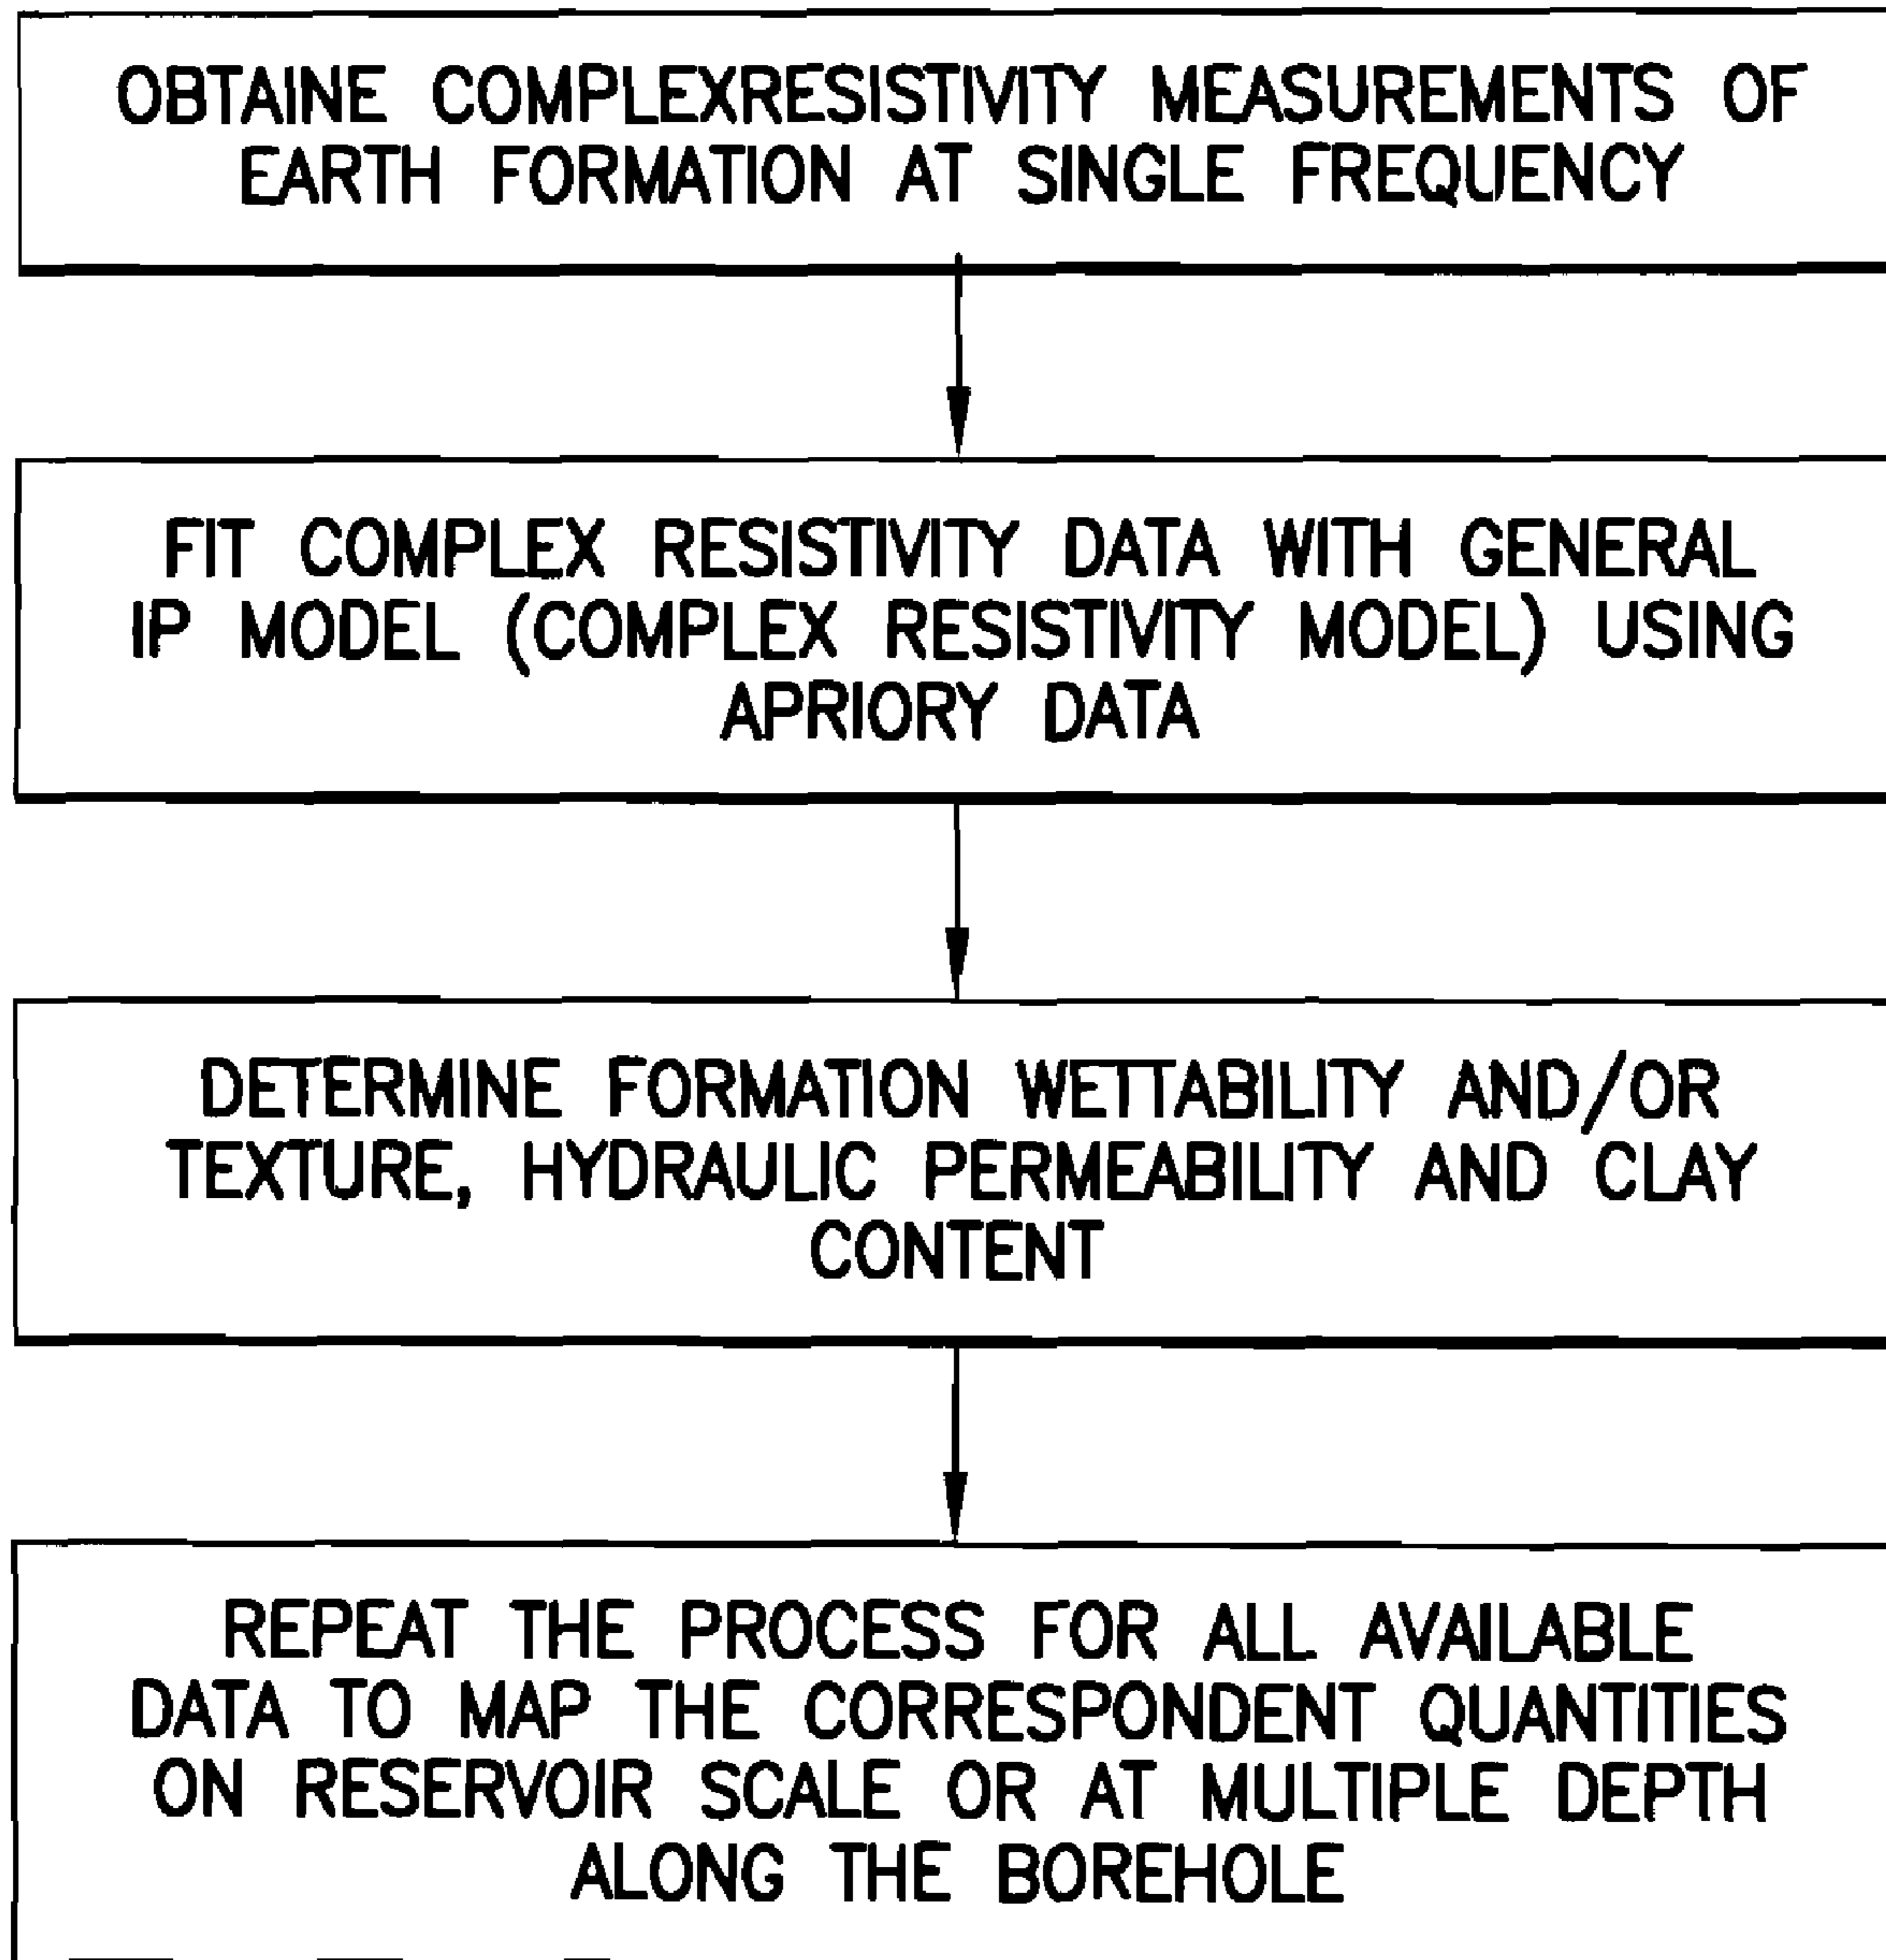 OBTAINE COMPLEXRESISTIVITY MEASUREMENTS OF
EARTH FORMATION AT SINGLE FREQUENCY
FIT COMPLEX RESISTIVITY DATA WITH GENERAL
IP MODEL (COMPLEX RESISTIVITY MODEL) USING
APRIORY DATA
DETERMINE FORMATION WETTABILITY AND/OR
TEXTURE, HYDRAULIC PERMEABILITY AND CLAY
CONTENT
REPEAT THE PROCESS FOR ALL AVAILABLE
DATA TO MAP THE CORRESPONDENT QUANTITIES
ON RESERVOIR SCALE OR AT MULTIPLE DEPTH
ALONG THE BOREHOLE